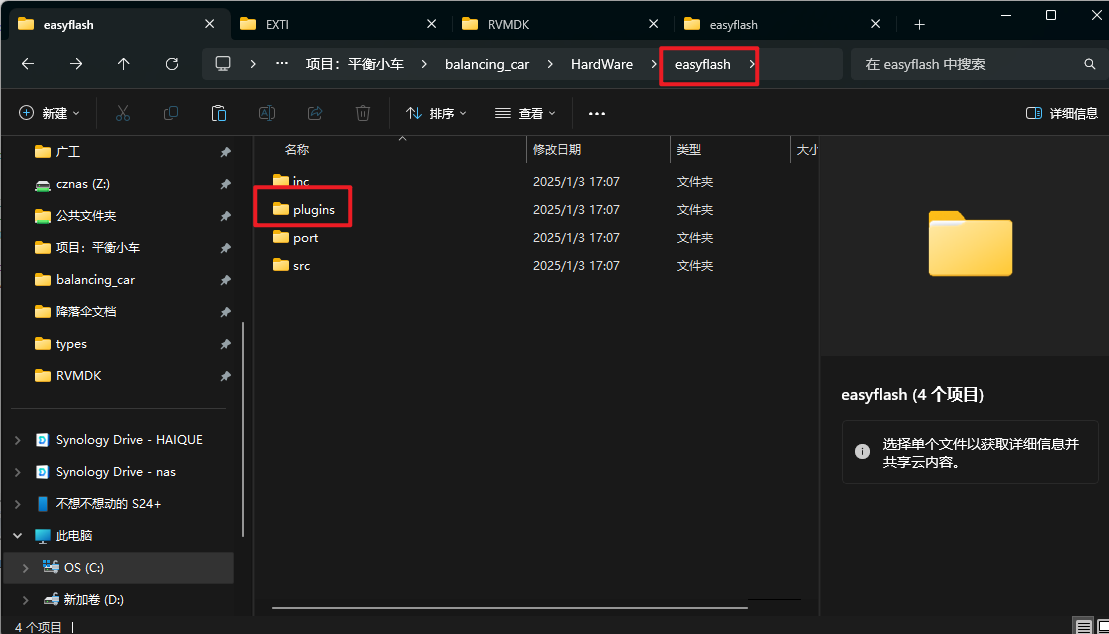 easyflash
EXTI
RVMDK
easyflash
项目：平衡小车
balancing_car
HardWare
easyflash
在 easyflash 中搜索
新建
排序
查看
详细信息
广工
cznas (Z:)
公共文件夹
项目：平衡小车
balancing_car
降落伞文档
types
RVMDK
Synology Drive - HAIQUE
Synology Drive - nas
不想不想动的 S24+
此电脑
OS (C:)
新加卷 (D:)
名称 修改日期 类型 大小
inc 2025/1/3 17:07 文件夹
plugins 2025/1/3 17:07 文件夹
port 2025/1/3 17:07 文件夹
src 2025/1/3 17:07 文件夹
easyflash (4 个项目)
选择单个文件以获取详细信息并
共享云内容。
4 个项目